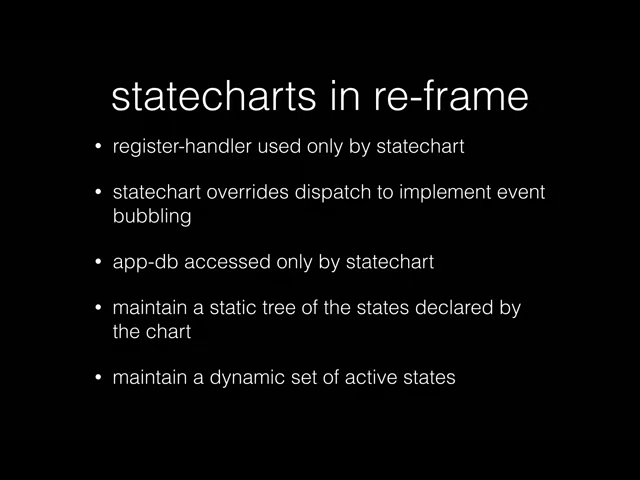 statecharts in re-frame
• register-handler used only by statechart
• statechart overrides dispatch to implement event
bubbling
• app-db accessed only by statechart
• maintain a static tree of the states declared by
the chart
• maintain a dynamic set of active states